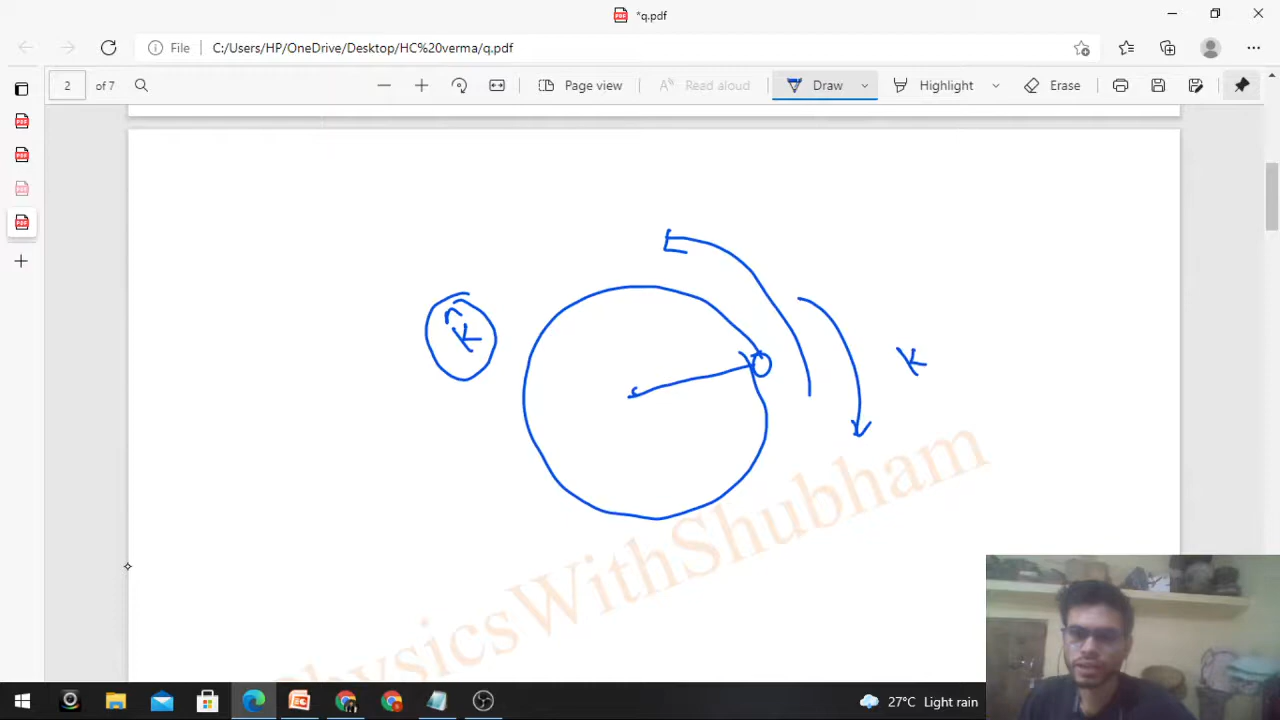 *q.pdf
File C:/Users/HP/OneDrive/Desktop/HC%20verma/q.pdf
2 of 7 Page view Read aloud Draw Highlight Erase
k̂
K
PhysicsWithShubham
27°C Light rain